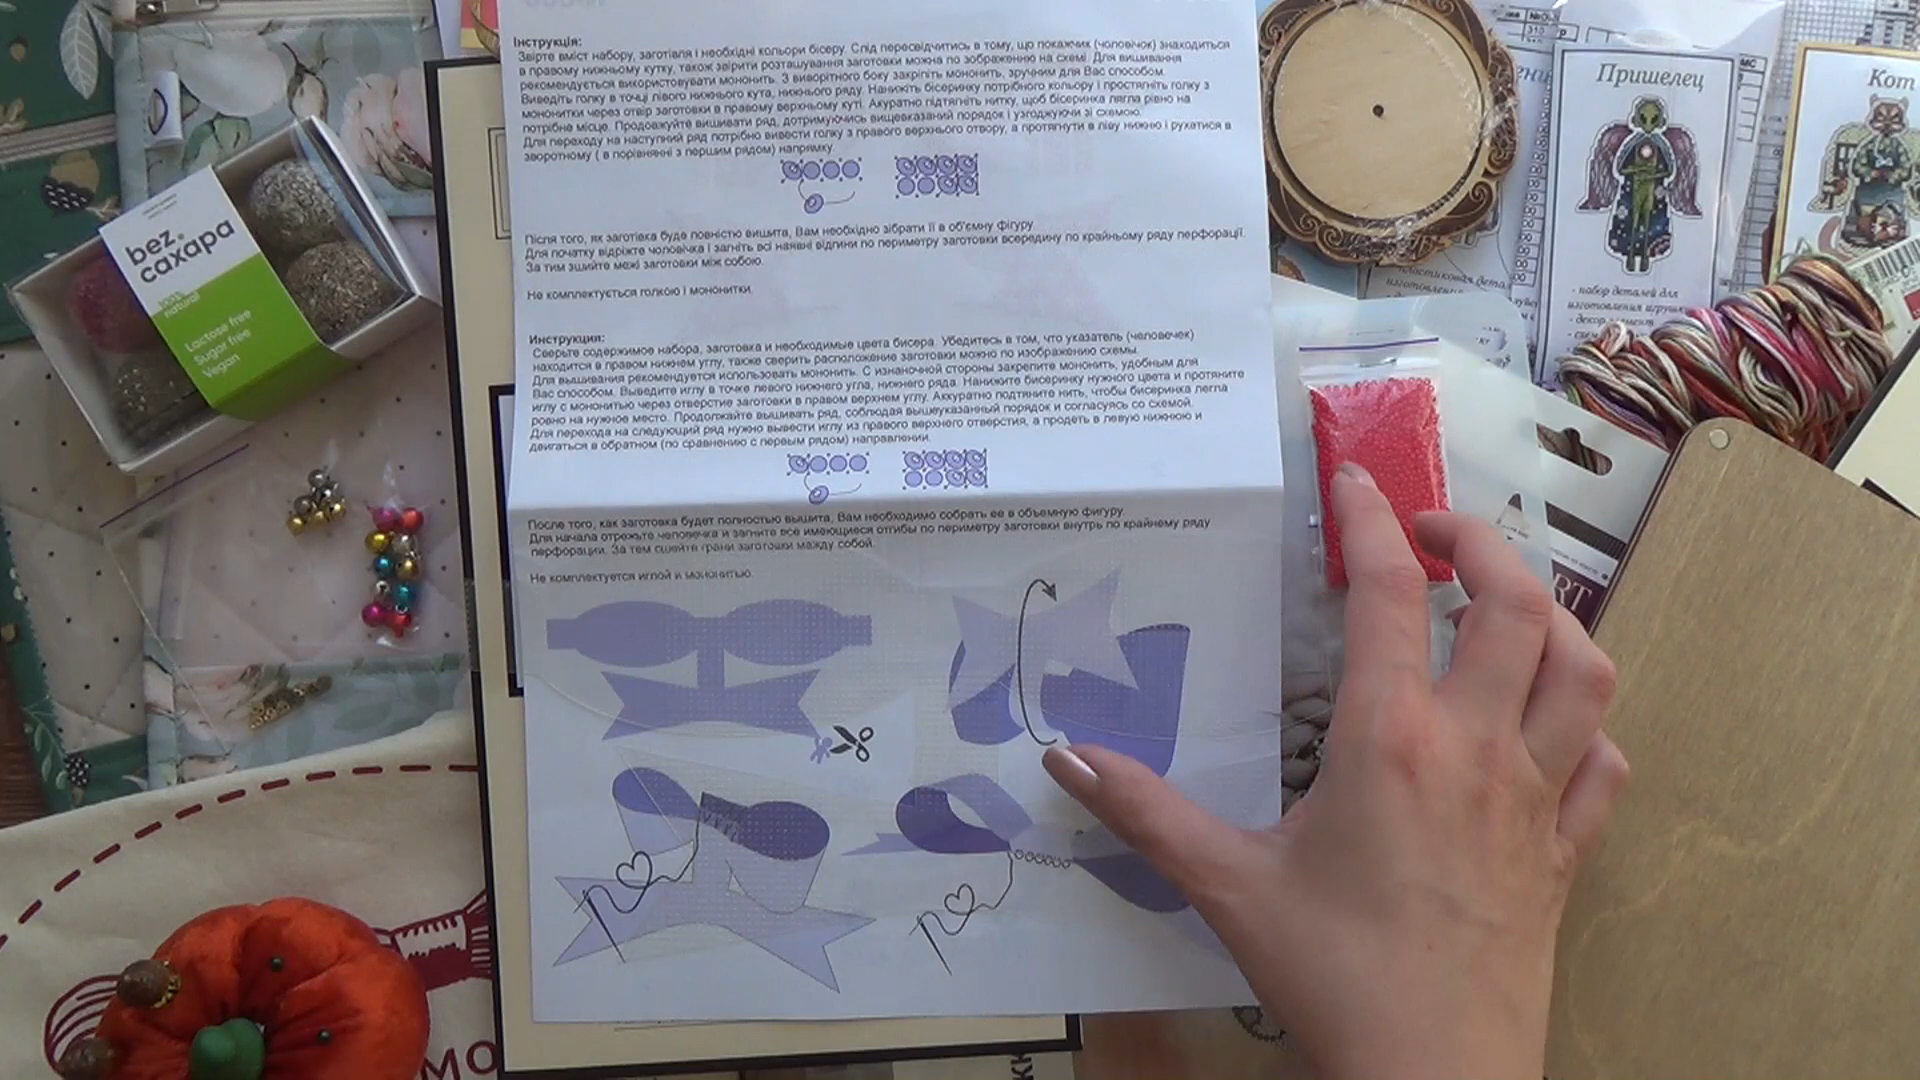 Інструкція:
Звірте вміст набору, заготівля і необхідні кольори бісеру. Слід пересвідчитись в тому, що покажчик (чоловічок) знаходиться
в правому нижньому кутку, також звірити розташування заготовки можна по зображенню на схемі. Для вишивання
рекомендується використовувати мононить. З виворітного боку закріпіть мононить, зручним для Вас способом.
Виведіть голку в точці лівого нижнього кута, нижнього ряду. Нанижіть бісеринку потрібного кольору і простягніть голку з
мононитки через отвір заготовки в правому верхньому куті. Акуратно підтягніть нитку, щоб бісеринка лягла рівно на
потрібне місце. Продовжуйте вишивати ряд, дотримуючись вищевказаний порядок і узгоджуючи зі схемою.
Для переходу на наступний ряд потрібно вивести голку з правого верхнього отвору, а протягнути в ліву нижню і рухатися в
зворотному ( в порівнянні з першим рядом) напрямку.
Після того, як заготівка буде повністю вишита, Вам необхідно зібрати її в об'ємну фігуру
Для початку відріжте чоловічка і загніть всі наявні відгини по периметру заготовки всередину по крайньому ряду перфорації.
За тим зшийте межі заготовки між собою.
Не комплектується голкою і мононитки.
Инструкция:
Сверьте содержимое набора, заготовка и необходимые цвета бисера. Убедитесь в том, что указатель (человечек)
находится в правом нижнем углу, также сверить расположение заготовки можно по изображению схемы.
Для вышивания рекомендуется использовать мононить. С изнаночной стороны закрепите мононить, удобным для
Вас способом. Выведите иглу в точке левого нижнего угла, нижнего ряда. Нанижите бисеринку нужного цвета и протяните
иглу с мононитью через отверстие заготовки в правом верхнем углу. Аккуратно подтяните нить, чтобы бисеринка легла
ровно на нужное место. Продолжайте вышивать ряд, соблюдая вышеуказанный порядок и согласуясь со схемой.
Для перехода на следующий ряд нужно вывести иглу из правого верхнего отверстия, а продеть в левую нижнюю и
двигаться в обратном (по сравнению с первым рядом) направлении.
После того, как заготовка будет полностью вышита, Вам необходимо собрать ее в объемную фигуру.
Для начала отрежьте человечка и загните все имеющиеся отгибы по периметру заготовки внутрь по крайнему ряду
перфорации. За тем сшейте грани заготовки между собой.
Не комплектуется иглой и мононитью.
bez.
сахара
100%
natural
Lactose free
Sugar free
Vegan
Пришелец
- набор деталей для
изготовления игрушки
- декор элемент
Кот
RT
МО